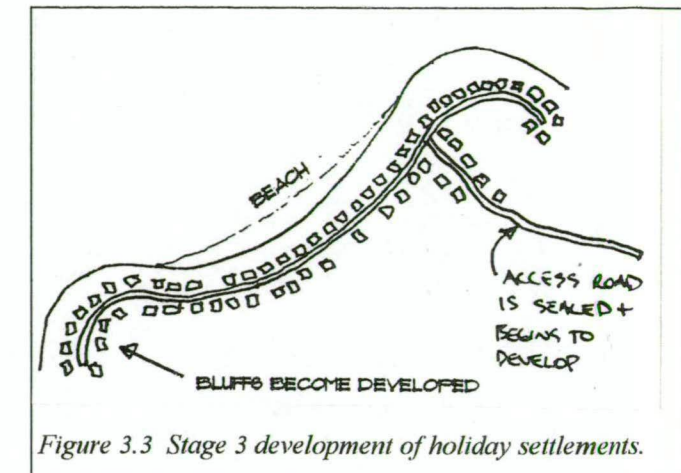 BEACH
ACCESS ROAD
IS SEALED +
BEGINS TO
DEVELOP
BLUFFS BECOME DEVELOPED
Figure 3.3 Stage 3 development of holiday settlements.